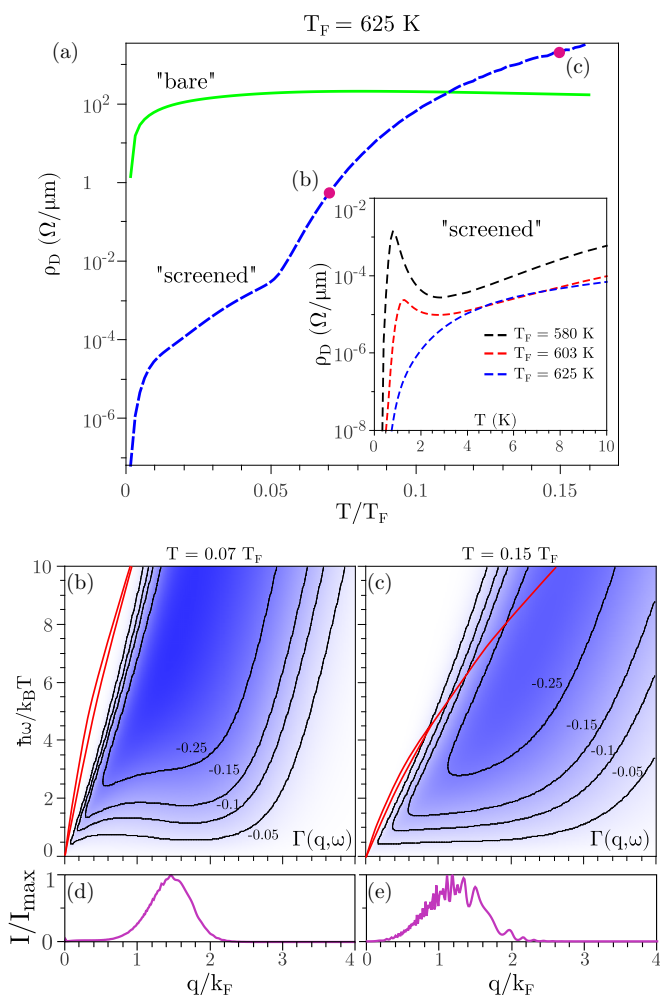 T_F = 625 K
(a)
"bare"
(c)
10^2
(b)
1
ρ_D (Ω/μm)
10^-2
"screened"
10^-4
10^-6
0
0.05
0.1
0.15
T/T_F
10^-2
"screened"
10^-4
ρ_D (Ω/μm)
T_F = 580 K
10^-6
T_F = 603 K
T_F = 625 K
T (K)
10^-8
0 2 4 6 8 10
T = 0.07 T_F
T = 0.15 T_F
10
(b)
(c)
8
6
ħω/k_BT
4
2
0
-0.25
-0.15
-0.1
-0.05
Γ(q,ω)
-0.25
-0.15
-0.1
-0.05
Γ(q,ω)
I/I_max
1
(d)
(e)
0
0 1 2 3 4
0 1 2 4
q/k_F
q/k_F